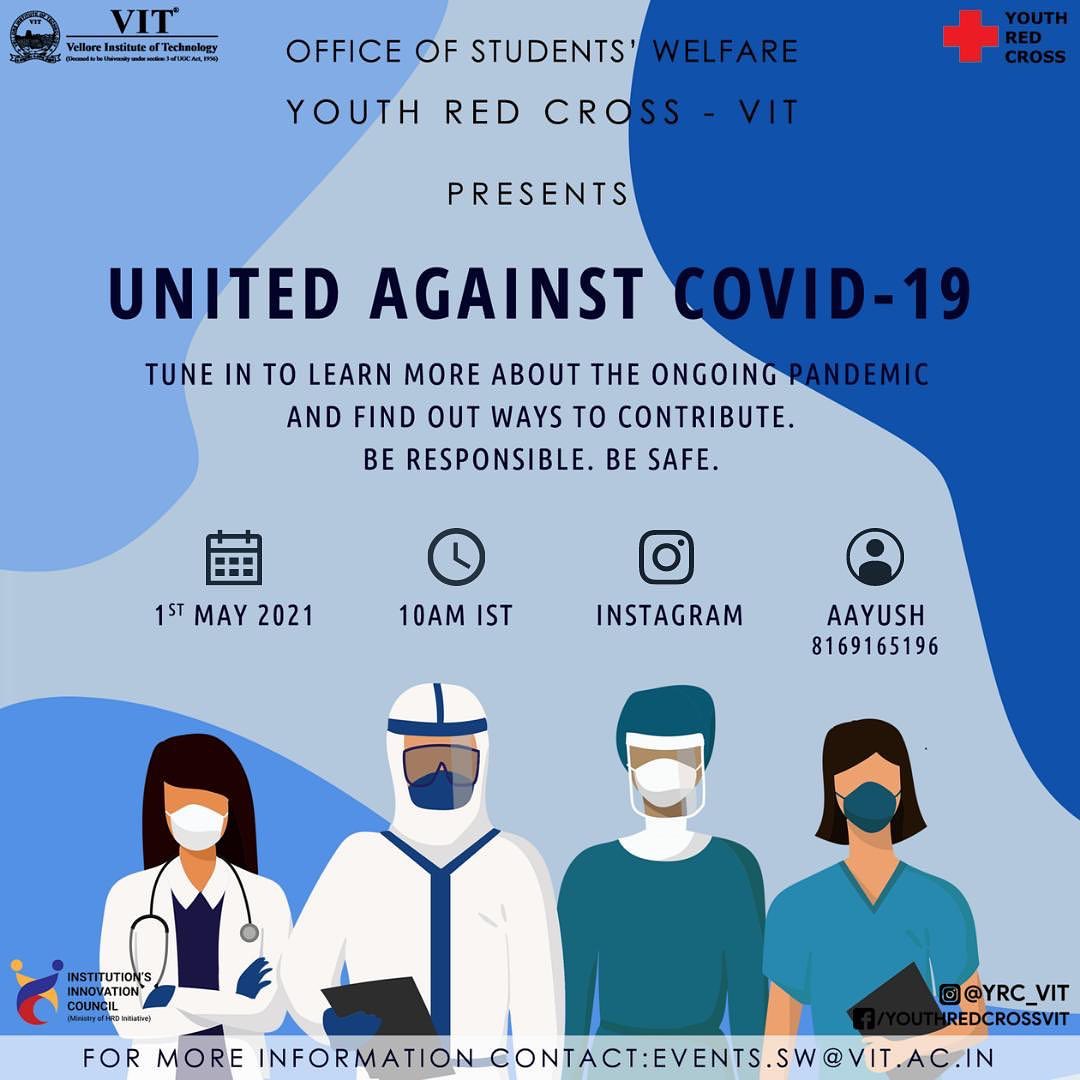 VIT®
Vellore Institute of Technology
(Deemed to be University under section 3 of UGC Act, 1956)
YOUTH
RED
CROSS
OFFICE OF STUDENTS' WELFARE
YOUTH RED CROSS - VIT
PRESENTS
UNITED AGAINST COVID-19
TUNE IN TO LEARN MORE ABOUT THE ONGOING PANDEMIC
AND FIND OUT WAYS TO CONTRIBUTE.
BE RESPONSIBLE. BE SAFE.
1ST MAY 2021
10AM IST
INSTAGRAM
AAYUSH
8169165196
INSTITUTION'S
INNOVATION
COUNCIL
(Ministry of HRD Initiative)
@YRC_VIT
/YOUTHREDCROSSVIT
FOR MORE INFORMATION CONTACT:EVENTS.SW@VIT.AC.IN